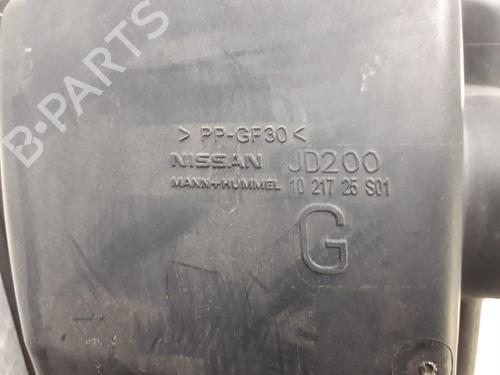 B-PARTS
> PP-GF30 <
NISSAN JD200
MANN+HUMMEL 10 217 25 S01
G